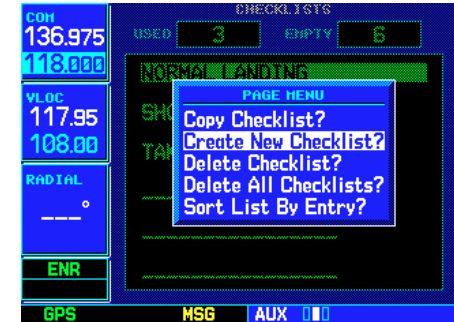 COM
136.975
118.000
VLOC
117.95
108.00
RADIAL
___°
ENR
GPS
CHECKLISTS
USED 3 EMPTY 6
NORMAL LANDING
PAGE MENU
Copy Checklist?
Create New Checklist?
Delete Checklist?
Delete All Checklists?
Sort List By Entry?
MSG
AUX